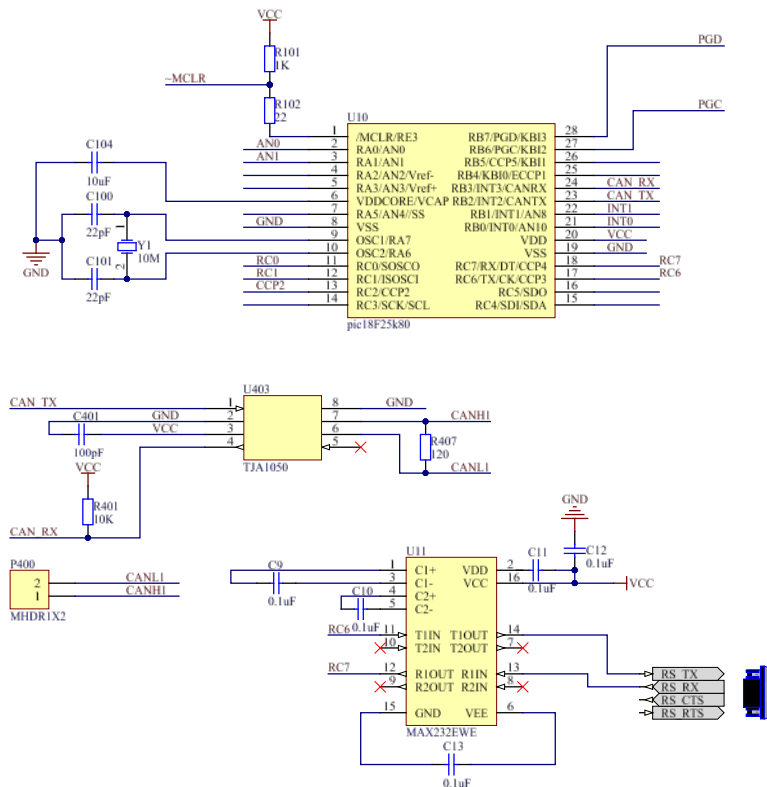 VCC
R101
1K
~MCLR
R102
22
PGD
PGC
U10
1 /MCLR/RE3 RB7/PGD/KBI3 28
AN0 2 RA0/AN0 RB6/PGC/KBI2 27
AN1 3 RA1/AN1 RB5/CCP5/KBI1 26
4 RA2/AN2/Vref- RB4/KBI0/ECCP1 25
5 RA3/AN3/Vref+ RB3/INT3/CANRX 24 CAN_RX
6 VDDCORE/VCAP RB2/INT2/CANTX 23 CAN_TX
7 RA5/AN4//SS RB1/INT1/AN8 22 INT1
GND 8 VSS RB0/INT0/AN10 21 INT0
9 OSC1/RA7 VDD 20 VCC
10 OSC2/RA6 VSS 19 GND
RC0 11 RC0/SOSCO RC7/RX/DT/CCP4 18 RC7
RC1 12 RC1/ISOSCI RC6/TX/CK/CCP3 17 RC6
CCP2 13 RC2/CCP2 RC5/SDO 16
14 RC3/SCK/SCL RC4/SDI/SDA 15
pic18F25k80
C104
10uF
C100
22pF
1
Y1
10M
2
GND
C101
22pF
U403
CAN_TX 1 8 GND
C401 GND 2 7 CANH1
VCC 3 6
100pF 4 5
R407
120
TJA1050 CANL1
VCC
R401
10K
CAN_RX
P400
2 CANL1
1 CANH1
MHDR1X2
GND
U11
C9
0.1uF
C10
0.1uF
C11
0.1uF
C12
0.1uF
1 C1+ VDD 2
3 C1- VCC 16 VCC
4 C2+
5 C2-
RC6 11 T1IN T1OUT 14
10 T2IN T2OUT 7
RC7 12 R1OUT R1IN 13
9 R2OUT R2IN 8
15 GND VEE 6
MAX232EWE
C13
0.1uF
RS_TX
RS_RX
RS_CTS
RS_RTS